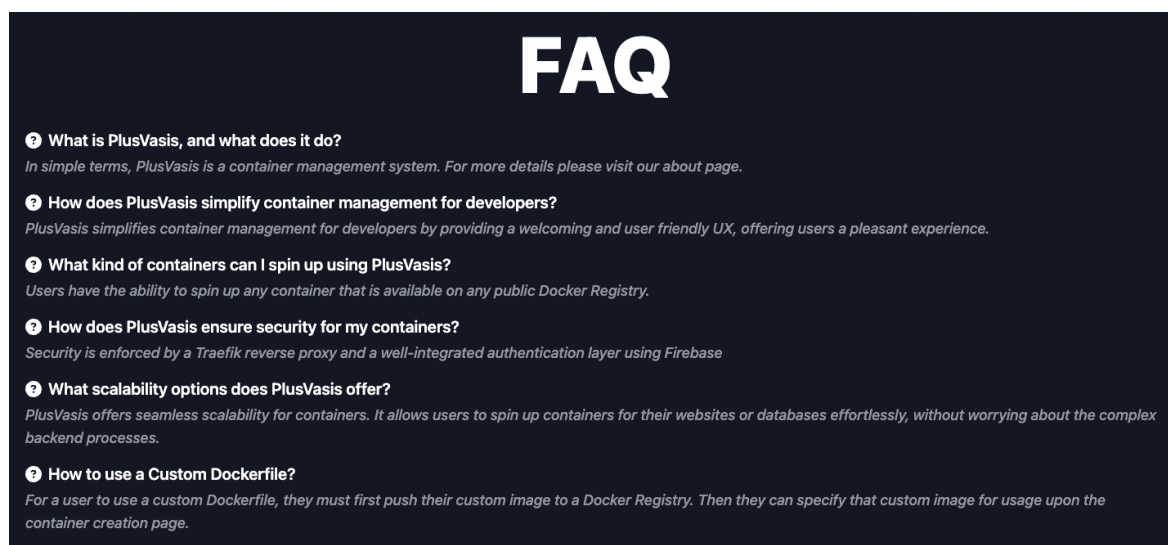 FAQ
? What is PlusVasis, and what does it do?
In simple terms, PlusVasis is a container management system. For more details please visit our about page.
? How does PlusVasis simplify container management for developers?
PlusVasis simplifies container management for developers by providing a welcoming and user friendly UX, offering users a pleasant experience.
? What kind of containers can I spin up using PlusVasis?
Users have the ability to spin up any container that is available on any public Docker Registry.
? How does PlusVasis ensure security for my containers?
Security is enforced by a Traefik reverse proxy and a well-integrated authentication layer using Firebase
? What scalability options does PlusVasis offer?
PlusVasis offers seamless scalability for containers. It allows users to spin up containers for their websites or databases effortlessly, without worrying about the complex
backend processes.
? How to use a Custom Dockerfile?
For a user to use a custom Dockerfile, they must first push their custom image to a Docker Registry. Then they can specify that custom image for usage upon the
container creation page.